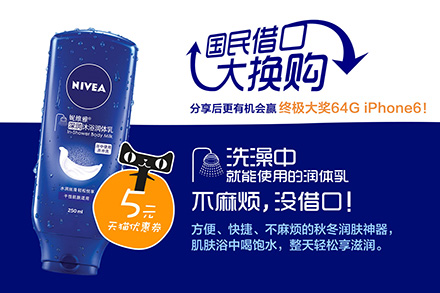 国民借口
大换购
分享后更有机会赢 终极大奖64G iPhone6!
NIVEA
妮维雅®
深润沐浴润体乳
In-Shower Body Milk
250 ml
5元
天猫优惠券
洗澡中
就能使用的润体乳
不麻烦,没借口!
方便、快捷、不麻烦的秋冬润肤神器,
肌肤浴中喝饱水,整天轻松享滋润。